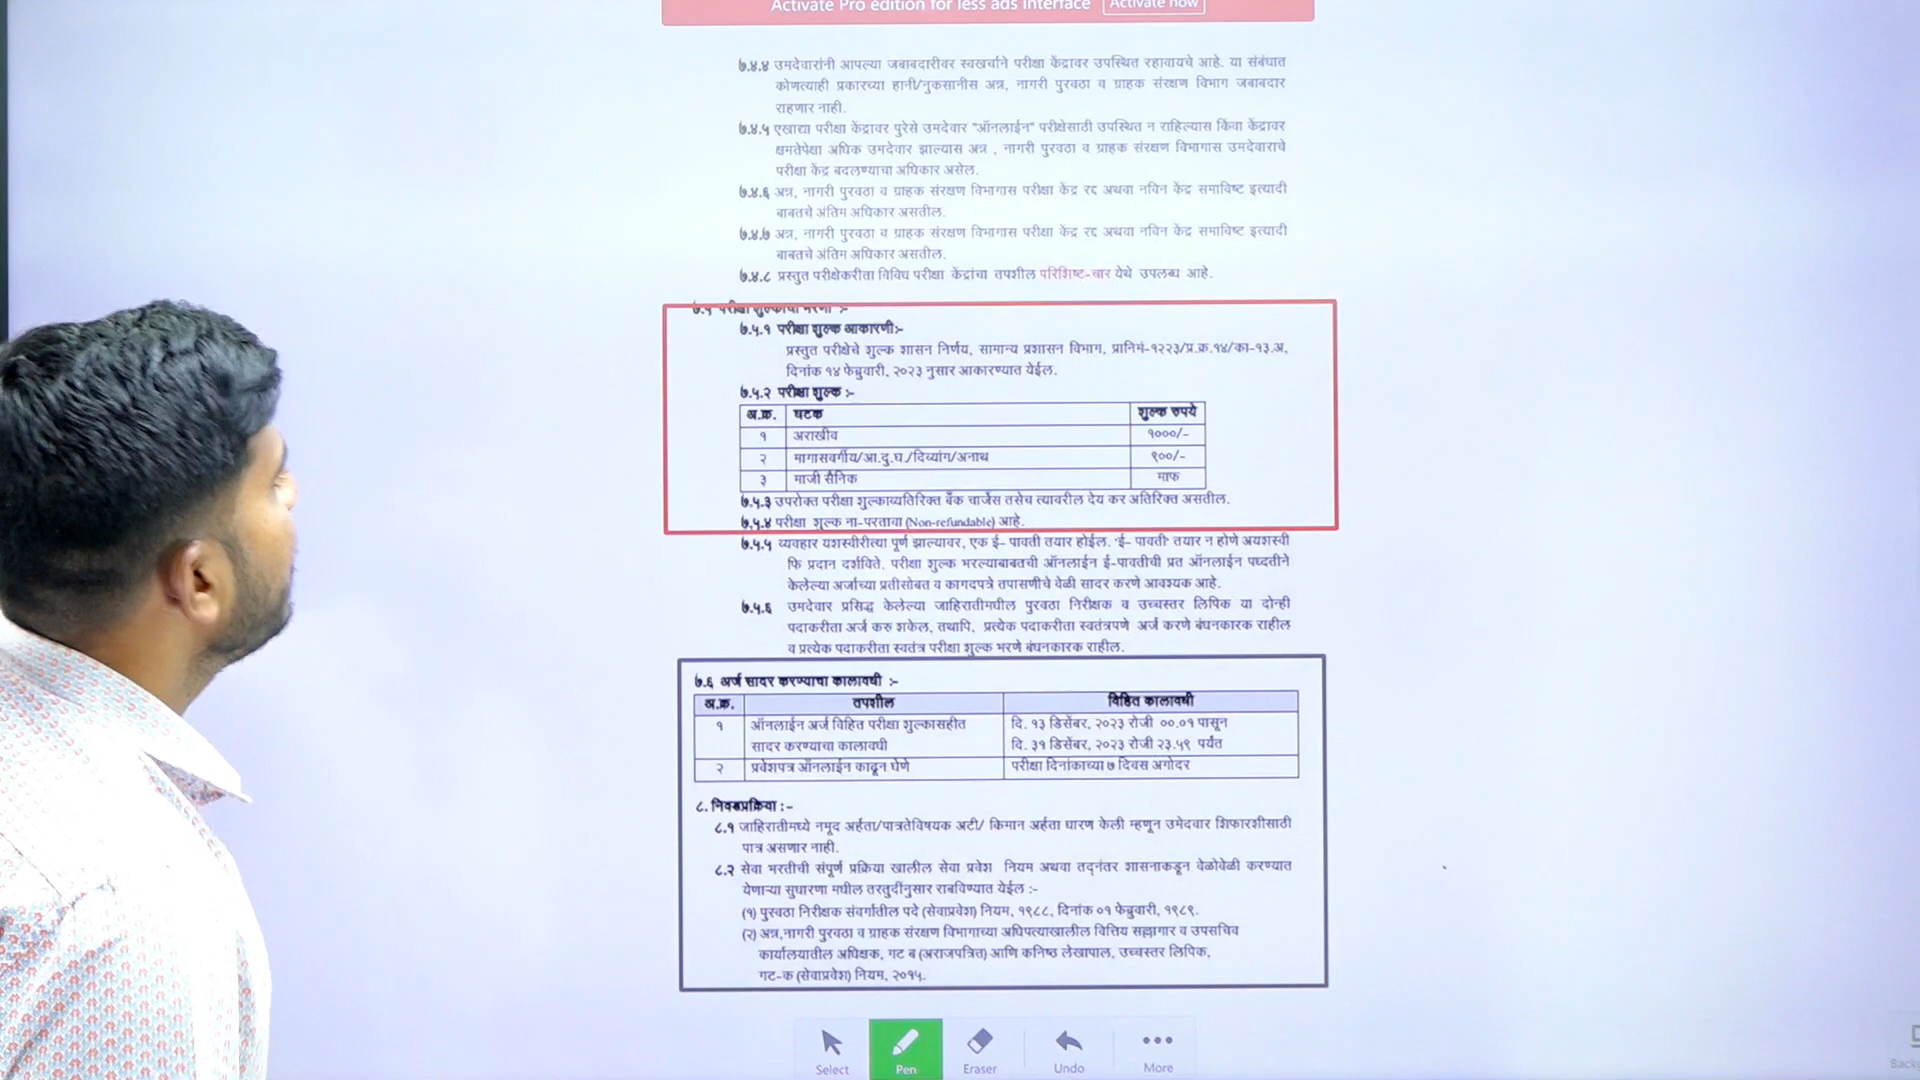 Activate Pro edition for less ads interface Activate now
७.४.४ उमदेवारांनी आपल्या जबाबदारीवर स्वखर्चाने परीक्षा केंद्रावर उपस्थित रहावायचे आहे. या संबंधात
कोणत्याही प्रकारच्या हानी/नुकसानीस अन्न, नागरी पुरवठा व ग्राहक संरक्षण विभाग जबाबदार
राहणार नाही.
७.४.५ एखाद्या परीक्षा केंद्रावर पुरेसे उमदेवार "ऑनलाईन" परीक्षेसाठी उपस्थित न राहिल्यास किंवा केंद्रावर
क्षमतेपेक्षा अधिक उमदेवार झाल्यास अन्न , नागरी पुरवठा व ग्राहक संरक्षण विभागास उमदेवाराचे
परीक्षा केंद्र बदलण्याचा अधिकार असेल.
७.४.६ अन्न, नागरी पुरवठा व ग्राहक संरक्षण विभागास परीक्षा केंद्र रद्द अथवा नविन केंद्र समाविष्ट इत्यादी
बाबतचे अंतिम अधिकार असतील.
७.४.७ अन्न, नागरी पुरवठा व ग्राहक संरक्षण विभागास परीक्षा केंद्र रद्द अथवा नविन केंद्र समाविष्ट इत्यादी
बाबतचे अंतिम अधिकार असतील.
७.४.८ प्रस्तुत परीक्षेकरीता विविध परीक्षा केंद्रांचा तपशील परिशिष्ट-चार येथे उपलब्ध आहे.
७.५ परीक्षा शुल्काचा भरणा :-
७.५.१ परीक्षा शुल्क आकारणी:-
प्रस्तुत परीक्षेचे शुल्क शासन निर्णय, सामान्य प्रशासन विभाग, प्रानिमं-१२२३/प्र.क्र.१४/का-१३.अ,
दिनांक १४ फेब्रुवारी, २०२३ नुसार आकारण्यात येईल.
७.५.२ परीक्षा शुल्क :-
अ.क्र. घटक शुल्क रुपये
१ अराखीव १०००/-
२ मागासवर्गीय/आ.दु.घ./दिव्यांग/अनाथ ९००/-
३ माजी सैनिक माफ
७.५.३ उपरोक्त परीक्षा शुल्काव्यतिरिक्त बँक चार्जेस तसेच त्यावरील देय कर अतिरिक्त असतील.
७.५.४ परीक्षा शुल्क ना-परतावा (Non-refundable) आहे.
७.५.५ व्यवहार यशस्वीरीत्या पूर्ण झाल्यावर, एक ई- पावती तयार होईल. 'ई- पावती' तयार न होणे अयशस्वी
फि प्रदान दर्शविते. परीक्षा शुल्क भरल्याबाबतची ऑनलाईन ई-पावतीची प्रत ऑनलाईन पध्दतीने
केलेल्या अर्जाच्या प्रतीसोबत व कागदपत्रे तपासणीचे वेळी सादर करणे आवश्यक आहे.
७.५.६ उमदेवार प्रसिद्ध केलेल्या जाहिरातीमधील पुरवठा निरीक्षक व उच्चस्तर लिपिक या दोन्ही
पदाकरीता अर्ज करु शकेल, तथापि, प्रत्येक पदाकरीता स्वतंत्रपणे अर्ज करणे बंधनकारक राहील
व प्रत्येक पदाकरीता स्वतंत्र परीक्षा शुल्क भरणे बंधनकारक राहील.
७.६ अर्ज सादर करण्याचा कालावधी :-
अ.क्र. तपशील विहित कालावधी
१ ऑनलाईन अर्ज विहित परीक्षा शुल्कासहीत दि. १३ डिसेंबर, २०२३ रोजी ००.०१ पासून
सादर करण्याचा कालावधी दि. ३१ डिसेंबर, २०२३ रोजी २३.५९ पर्यंत
२ प्रवेशपत्र ऑनलाईन काढून घेणे परीक्षा दिनांकाच्या ७ दिवस अगोदर
८. निवडप्रक्रिया :-
८.१ जाहिरातीमध्ये नमूद अर्हता/पात्रतेविषयक अटी/ किमान अर्हता धारण केली म्हणून उमेदवार शिफारशीसाठी
पात्र असणार नाही.
८.२ सेवा भरतीची संपूर्ण प्रक्रिया खालील सेवा प्रवेश नियम अथवा तद्नंतर शासनाकडून वेळोवेळी करण्यात
येणाऱ्या सुधारणा मधील तरतुदींनुसार राबविण्यात येईल :-
(१) पुरवठा निरीक्षक संवर्गातील पदे (सेवाप्रवेश) नियम, १९८८, दिनांक ०१ फेब्रुवारी, १९८९.
(२) अन्न,नागरी पुरवठा व ग्राहक संरक्षण विभागाच्या अधिपत्याखालील वित्तिय सल्लागार व उपसचिव
कार्यालयातील अधिक्षक, गट ब (अराजपत्रित) आणि कनिष्ठ लेखापाल, उच्चस्तर लिपिक,
गट-क (सेवाप्रवेश) नियम, २०१५.
Select Pen Eraser Undo More